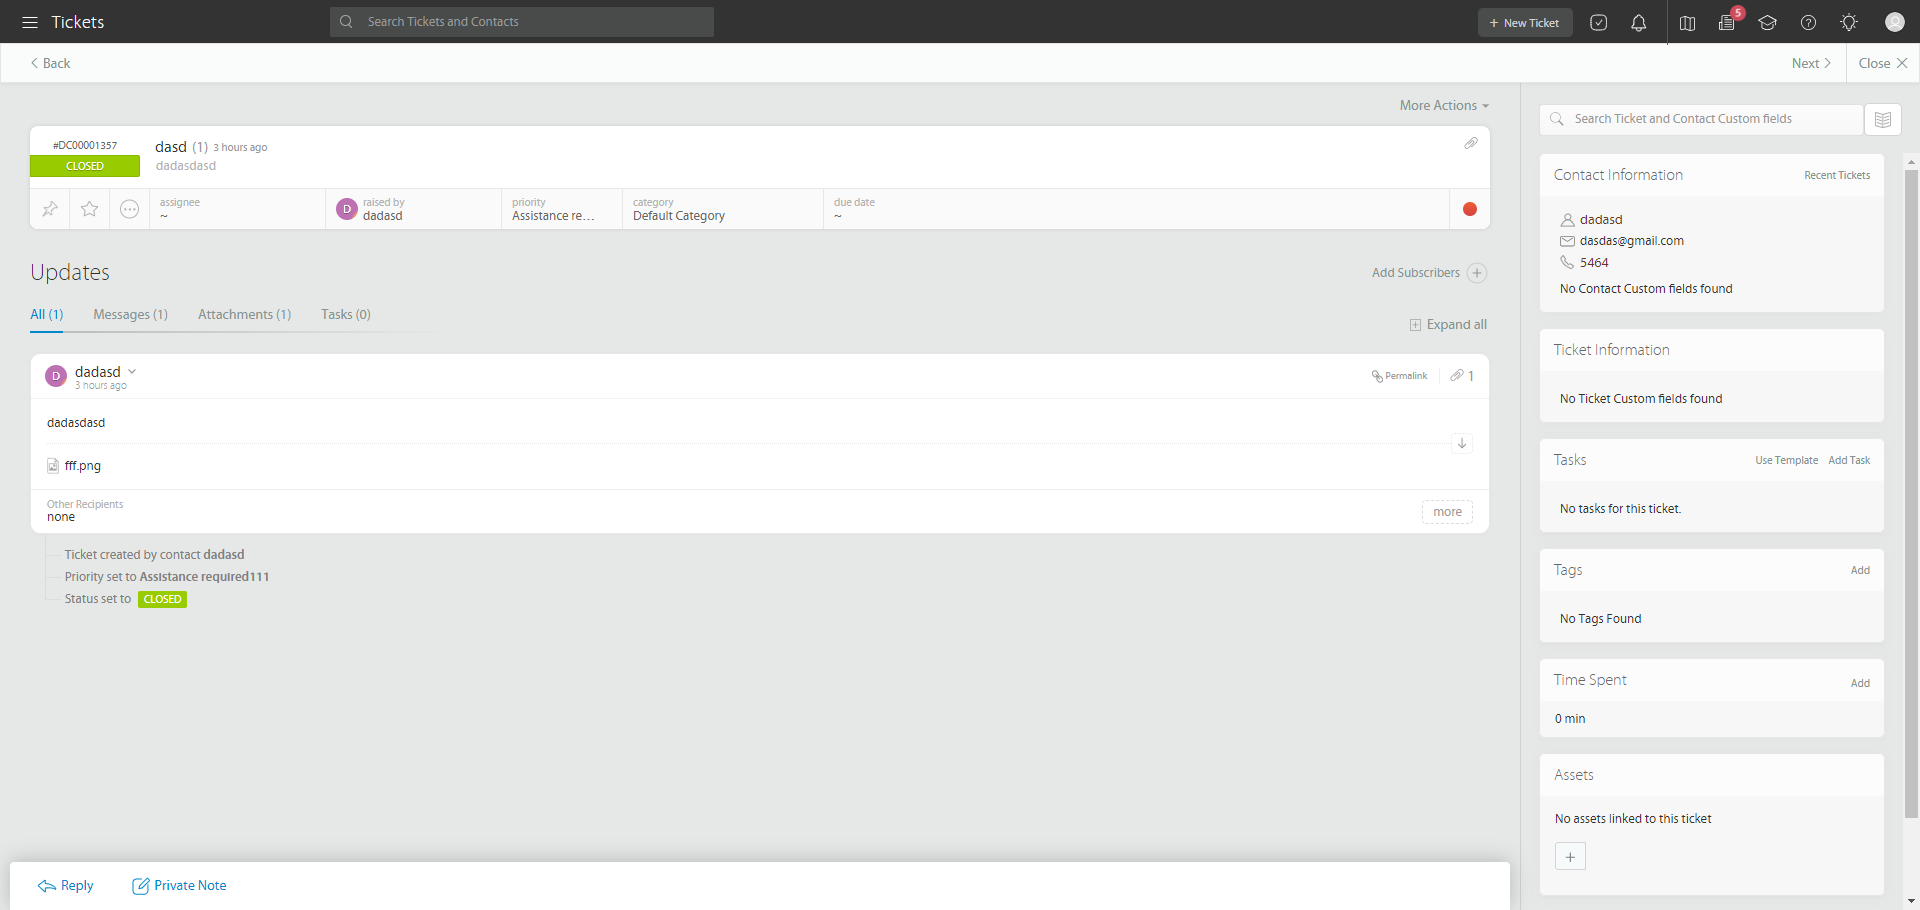 Tickets
Search Tickets and Contacts
+ New Ticket
5
Back
Next
Close
More Actions
#DC00001357
CLOSED
dasd (1) 3 hours ago
dadasdasd
assignee
~
D
raised by
dadasd
priority
Assistance re...
category
Default Category
due date
~
Updates
Add Subscribers
All (1)
Messages (1)
Attachments (1)
Tasks (0)
Expand all
D
dadasd
3 hours ago
Permalink
1
dadasdasd
fff.png
Other Recipients
none
more
Ticket created by contact dadasd
Priority set to Assistance required111
Status set to CLOSED
Reply
Private Note
Search Ticket and Contact Custom fields
Contact Information
Recent Tickets
dadasd
dasdas@gmail.com
5464
No Contact Custom fields found
Ticket Information
No Ticket Custom fields found
Tasks
Use Template
Add Task
No tasks for this ticket.
Tags
Add
No Tags Found
Time Spent
Add
0 min
Assets
No assets linked to this ticket
+